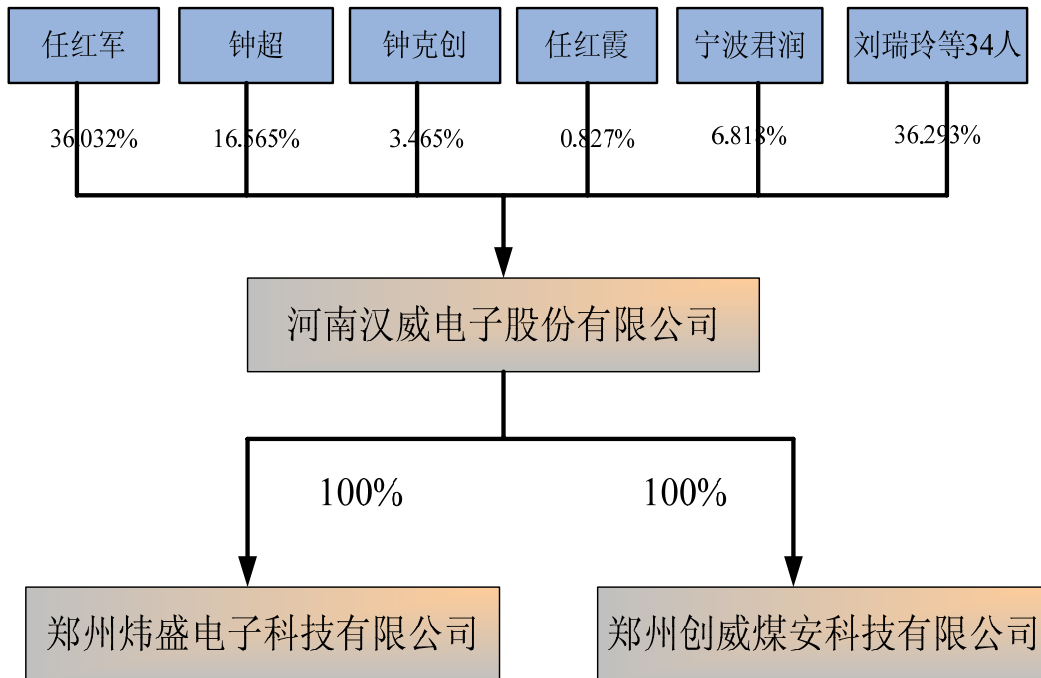 任红军
钟超
钟克创
任红霞
宁波君润
刘瑞玲等34人
36.032%
16.565%
3.465%
0.827%
6.818%
36.293%
河南汉威电子股份有限公司
100%
100%
郑州炜盛电子科技有限公司
郑州创威煤安科技有限公司